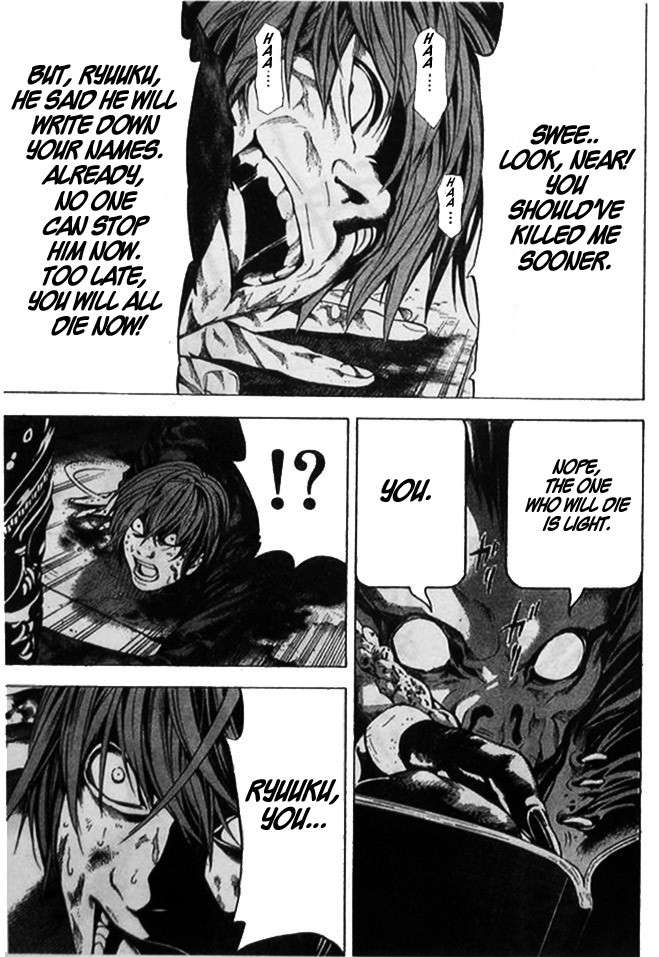 SWEE..
LOOK, NEAR!
YOU
SHOULD'VE
KILLED ME
SOONER.
HAA....
HAA....
HAA...
BUT, RYUUKU,
HE SAID HE WILL
WRITE DOWN
YOUR NAMES.
ALREADY,
NO ONE
CAN STOP
HIM NOW.
TOO LATE,
YOU WILL ALL
DIE NOW!
NOPE,
THE ONE
WHO WILL DIE
IS LIGHT.
YOU.
!?
RYUUKU,
YOU...